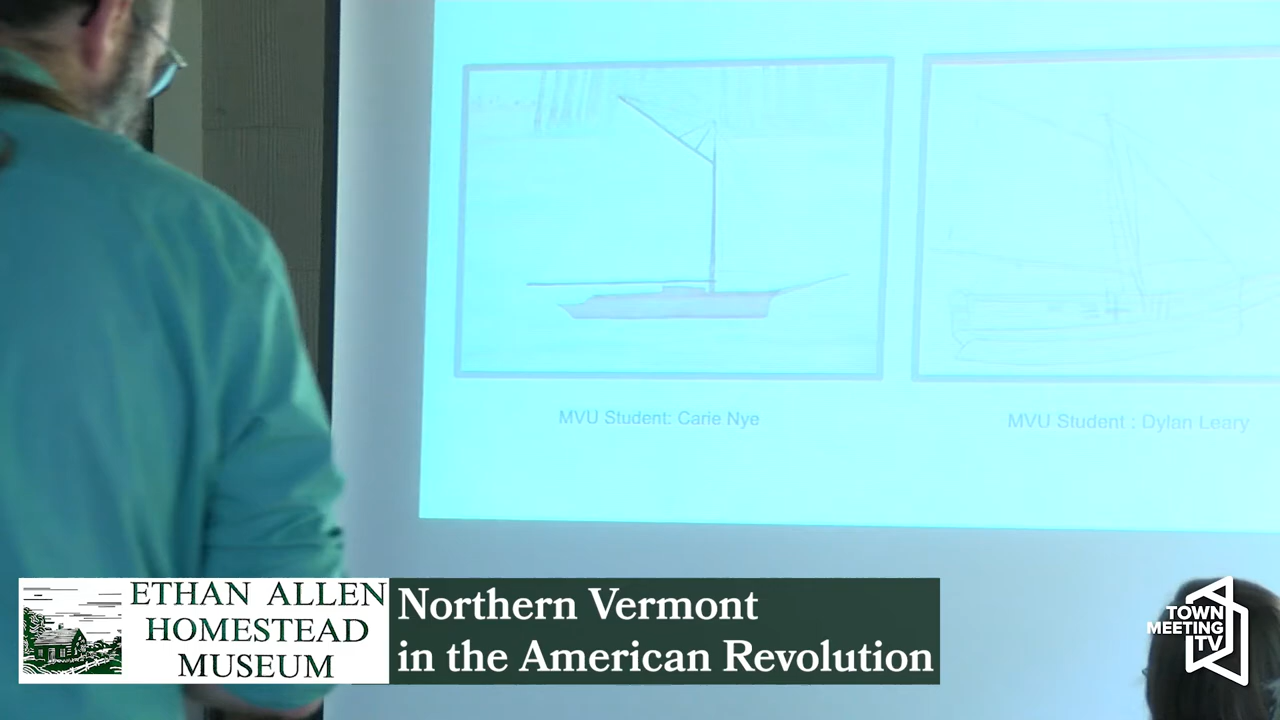 MVU Student: Carie Nye
MVU Student : Dylan Leary
ETHAN ALLEN
HOMESTEAD
MUSEUM
Northern Vermont
in the American Revolution
TOWN
MEETING
TV